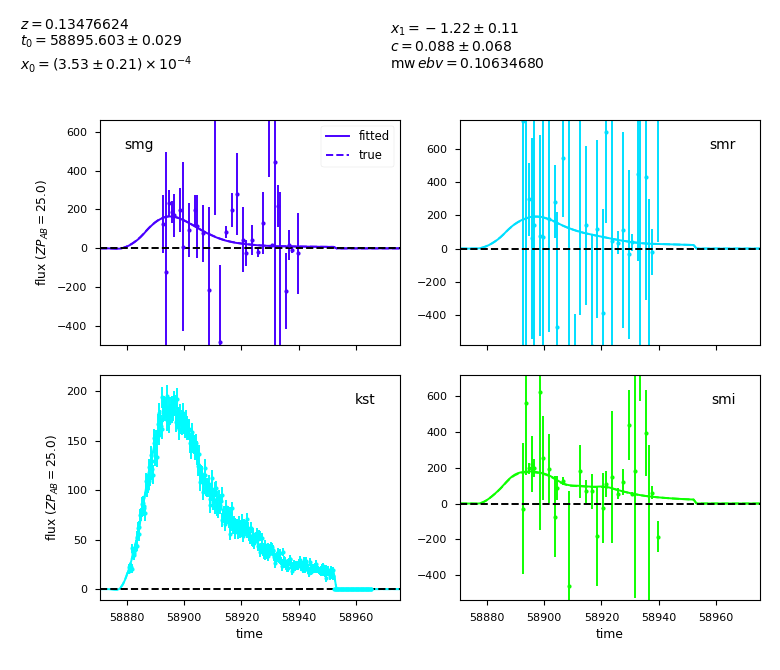 z = 0.13476624
t₀ = 58895.603 ± 0.029
x₀ = (3.53 ± 0.21) × 10⁻⁴
x₁ = −1.22 ± 0.11
c = 0.088 ± 0.068
mw ebv = 0.10634680
smg
fitted
true
600
400
200
0
−200
−400
flux (ZP_AB = 25.0)
smr
600
400
200
0
−200
−400
kst
200
150
100
50
0
flux (ZP_AB = 25.0)
58880 58900 58920 58940 58960
time
smi
600
400
200
0
−200
−400
58880 58900 58920 58940 58960
time